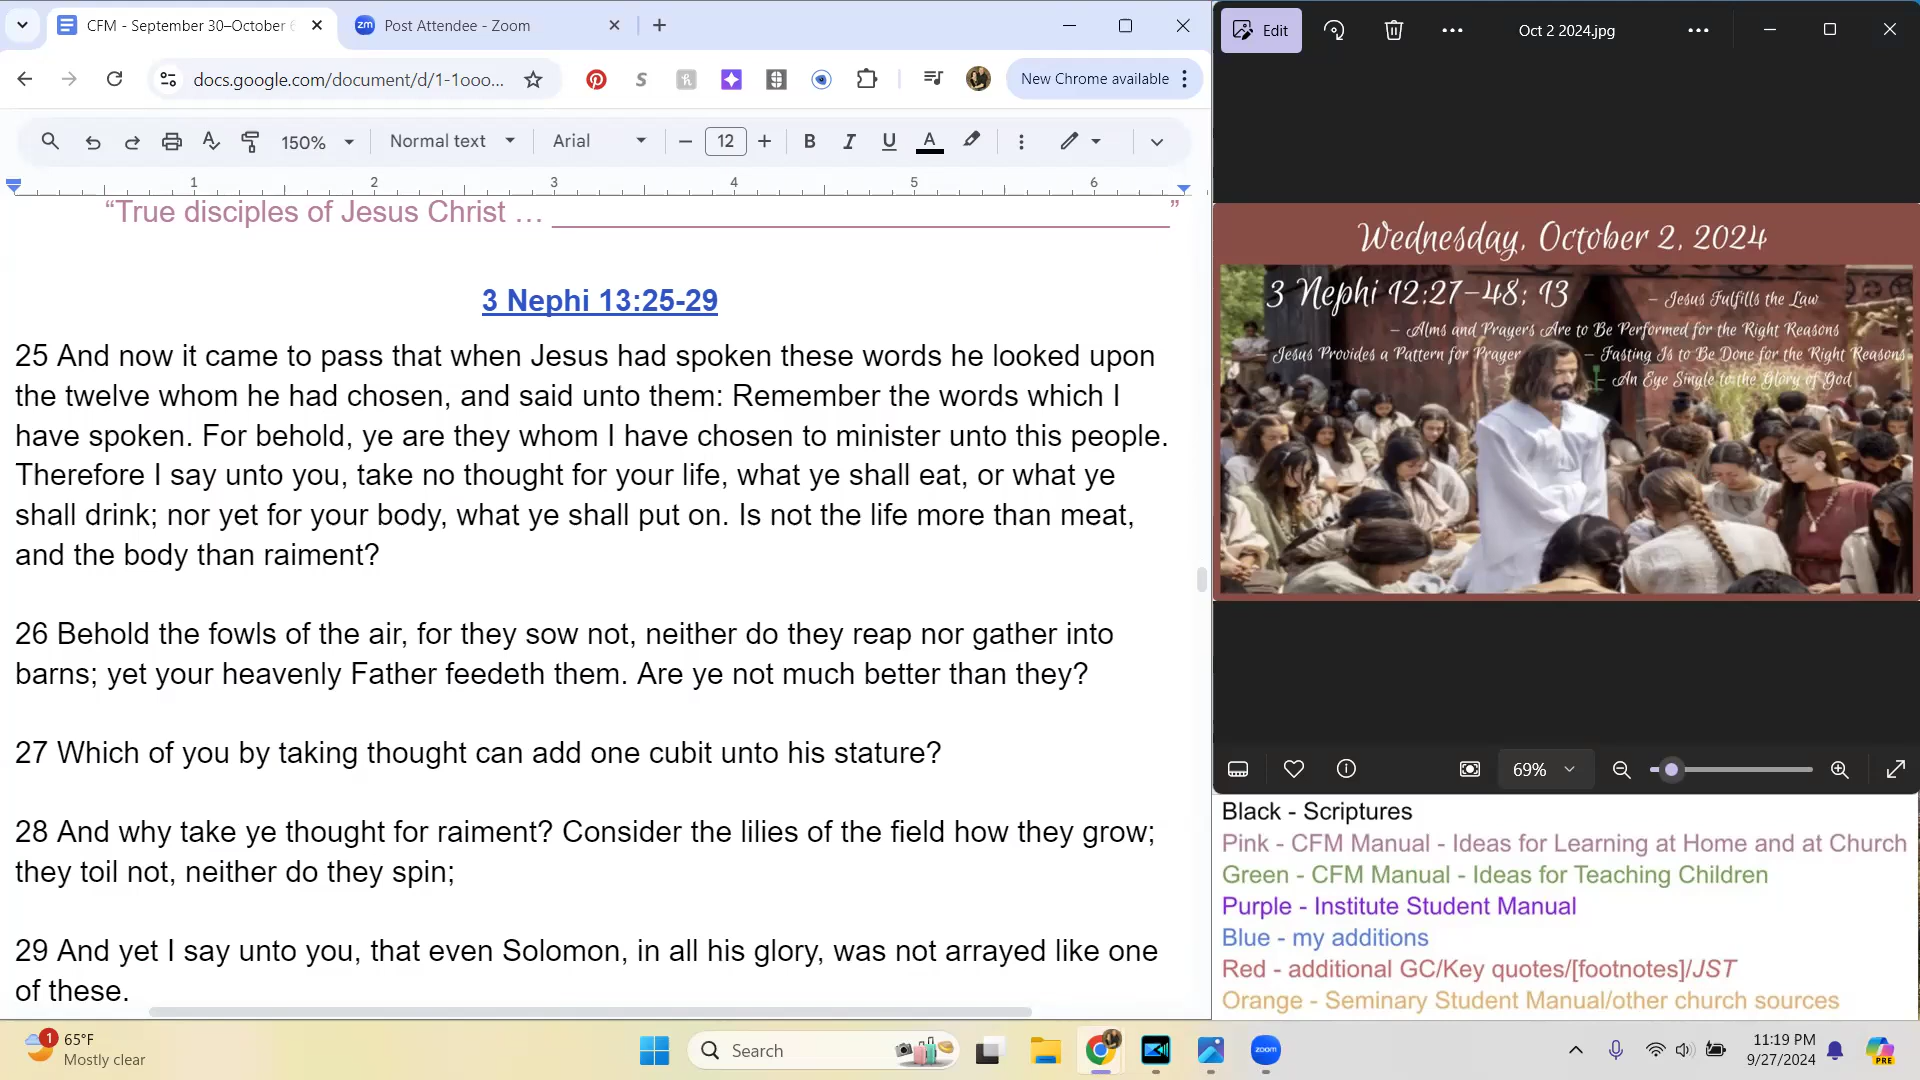 CFM - September 30–October 6
Post Attendee - Zoom
docs.google.com/document/d/1-1ooo...
New Chrome available
Edit
Oct 2 2024.jpg
150%
Normal text
Arial
12
B I U A
1 2 3 4 5 6
“True disciples of Jesus Christ … ______________________________________”
3 Nephi 13:25-29
25 And now it came to pass that when Jesus had spoken these words he looked upon
the twelve whom he had chosen, and said unto them: Remember the words which I
have spoken. For behold, ye are they whom I have chosen to minister unto this people.
Therefore I say unto you, take no thought for your life, what ye shall eat, or what ye
shall drink; nor yet for your body, what ye shall put on. Is not the life more than meat,
and the body than raiment?
26 Behold the fowls of the air, for they sow not, neither do they reap nor gather into
barns; yet your heavenly Father feedeth them. Are ye not much better than they?
27 Which of you by taking thought can add one cubit unto his stature?
28 And why take ye thought for raiment? Consider the lilies of the field how they grow;
they toil not, neither do they spin;
29 And yet I say unto you, that even Solomon, in all his glory, was not arrayed like one
of these.
Wednesday, October 2, 2024
3 Nephi 12:27–48; 13
– Jesus Fulfills the Law
– Alms and Prayers Are to Be Performed for the Right Reasons
– Jesus Provides a Pattern for Prayer
– Fasting Is to Be Done for the Right Reasons
– An Eye Single to the Glory of God
69%
Black - Scriptures
Pink - CFM Manual - Ideas for Learning at Home and at Church
Green - CFM Manual - Ideas for Teaching Children
Purple - Institute Student Manual
Blue - my additions
Red - additional GC/Key quotes/[footnotes]/JST
Orange - Seminary Student Manual/other church sources
1
65°F
Mostly clear
Search
zoom
11:19 PM
9/27/2024
PRE